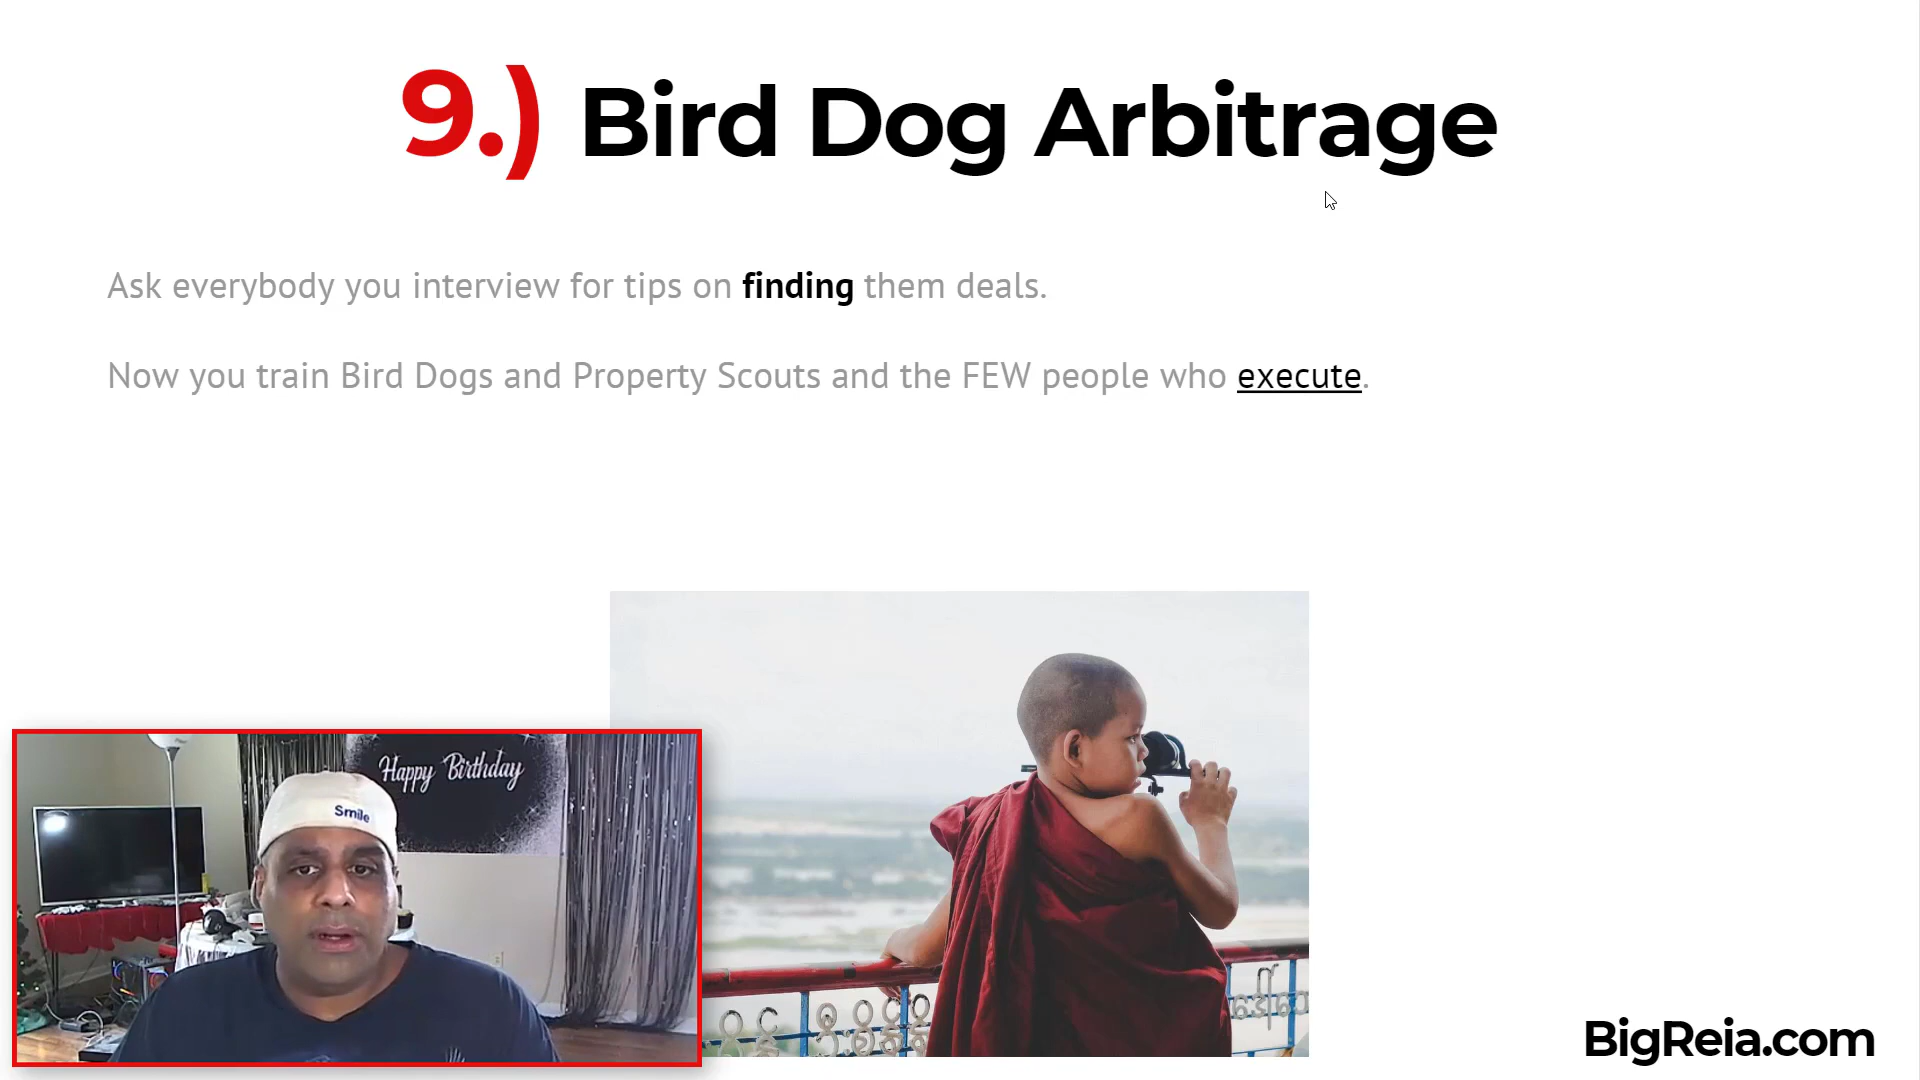 9.) Bird Dog Arbitrage
Ask everybody you interview for tips on finding them deals.
Now you train Bird Dogs and Property Scouts and the FEW people who execute.
Happy Birthday
Smile
BigReia.com